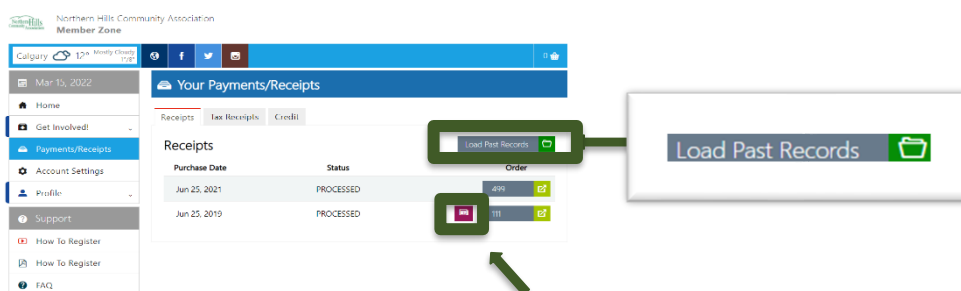 Northern Hills Community Association
Member Zone
Calgary 12° Mostly Cloudy
0
Mar 15, 2022
Your Payments/Receipts
Home
Get Involved!
Receipts Tax Receipts Credit
Payments/Receipts
Receipts
Load Past Records
Load Past Records
Account Settings
Purchase Date Status Order
Profile
Jun 25, 2021 PROCESSED 499
Jun 25, 2019 PROCESSED 111
Support
How To Register
How To Register
FAQ